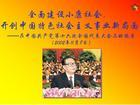 全面建设小康社会，
开创中国特色社会主义事业新局面
——在中国共产党第十六次全国代表大会上的报告
(2002年11月8日)